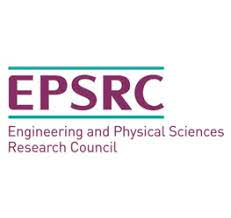 EPSRC
Engineering and Physical Sciences
Research Council